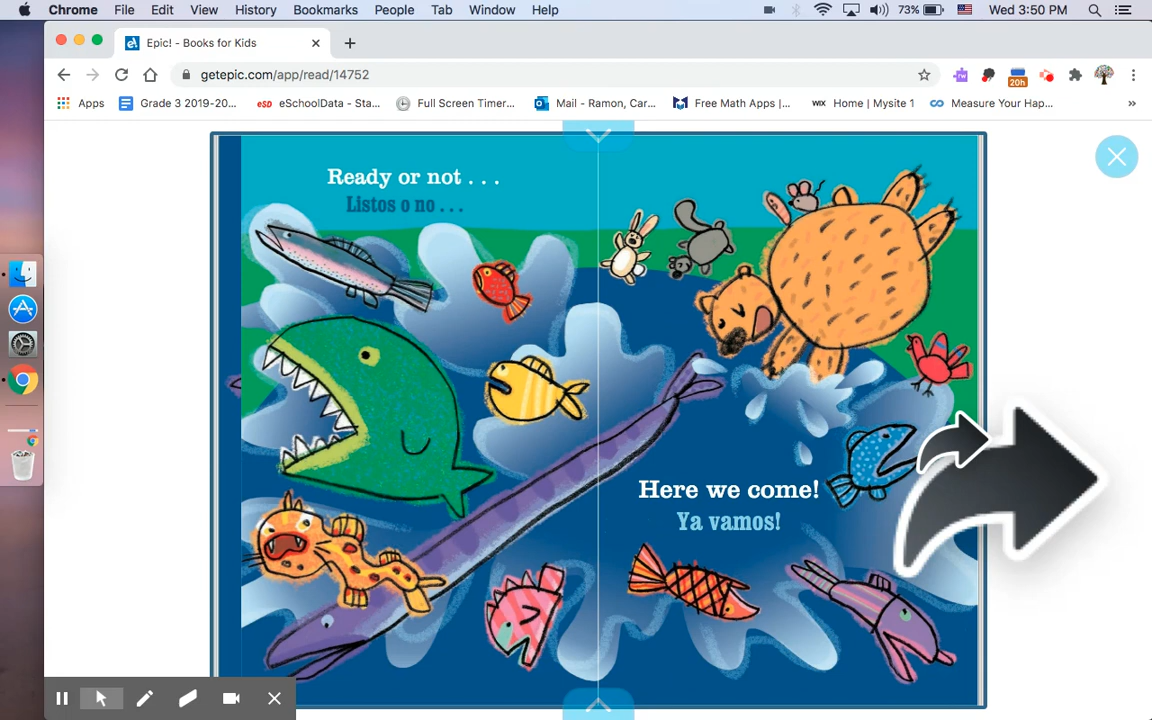 Chrome File Edit View History Bookmarks People Tab Window Help 73% Wed 3:50 PM
Epic! - Books for Kids
getepic.com/app/read/14752
20h
Apps Grade 3 2019-20... eSD eSchoolData - Sta... Full Screen Timer... Mail - Ramon, Car... Free Math Apps |... WIX Home | Mysite 1 Measure Your Hap... »
Ready or not . . .
Listos o no . . .
Here we come!
Ya vamos!